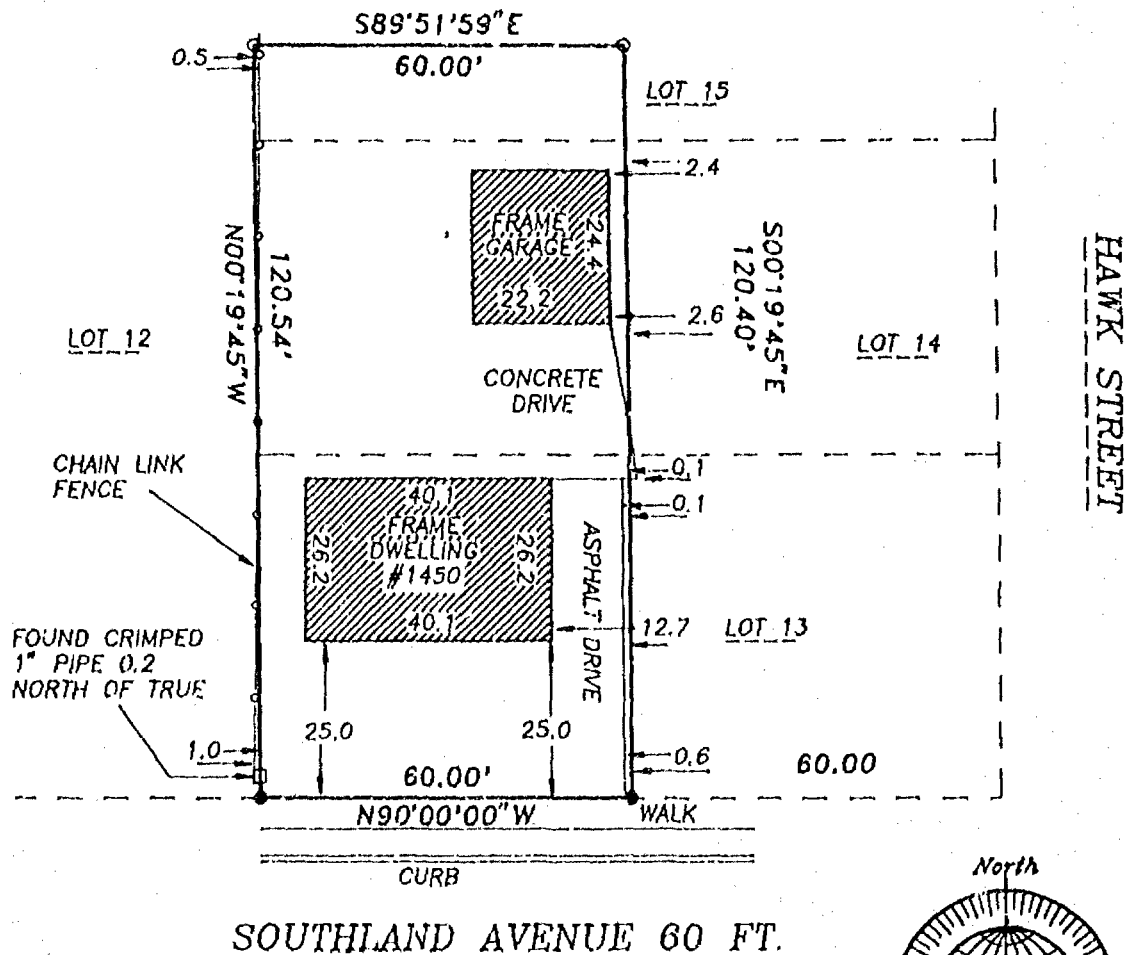 S89°51'59"E
0.5
60.00'
LOT 15
2.4
FRAME
GARAGE
24.4
22.2
2.6
N00°19'45"W
120.54'
S00°19'45"E
120.40'
HAWK STREET
LOT 12
LOT 14
CONCRETE
DRIVE
CHAIN LINK
FENCE
0.1
0.1
40.1
FRAME
DWELLING
#1450
26.2
26.2
40.1
ASPHALT DRIVE
12.7
LOT 13
FOUND CRIMPED
1" PIPE 0.2
NORTH OF TRUE
25.0
25.0
1.0
0.6
60.00'
60.00
N90°00'00"W
WALK
CURB
North
SOUTHLAND AVENUE 60 FT.